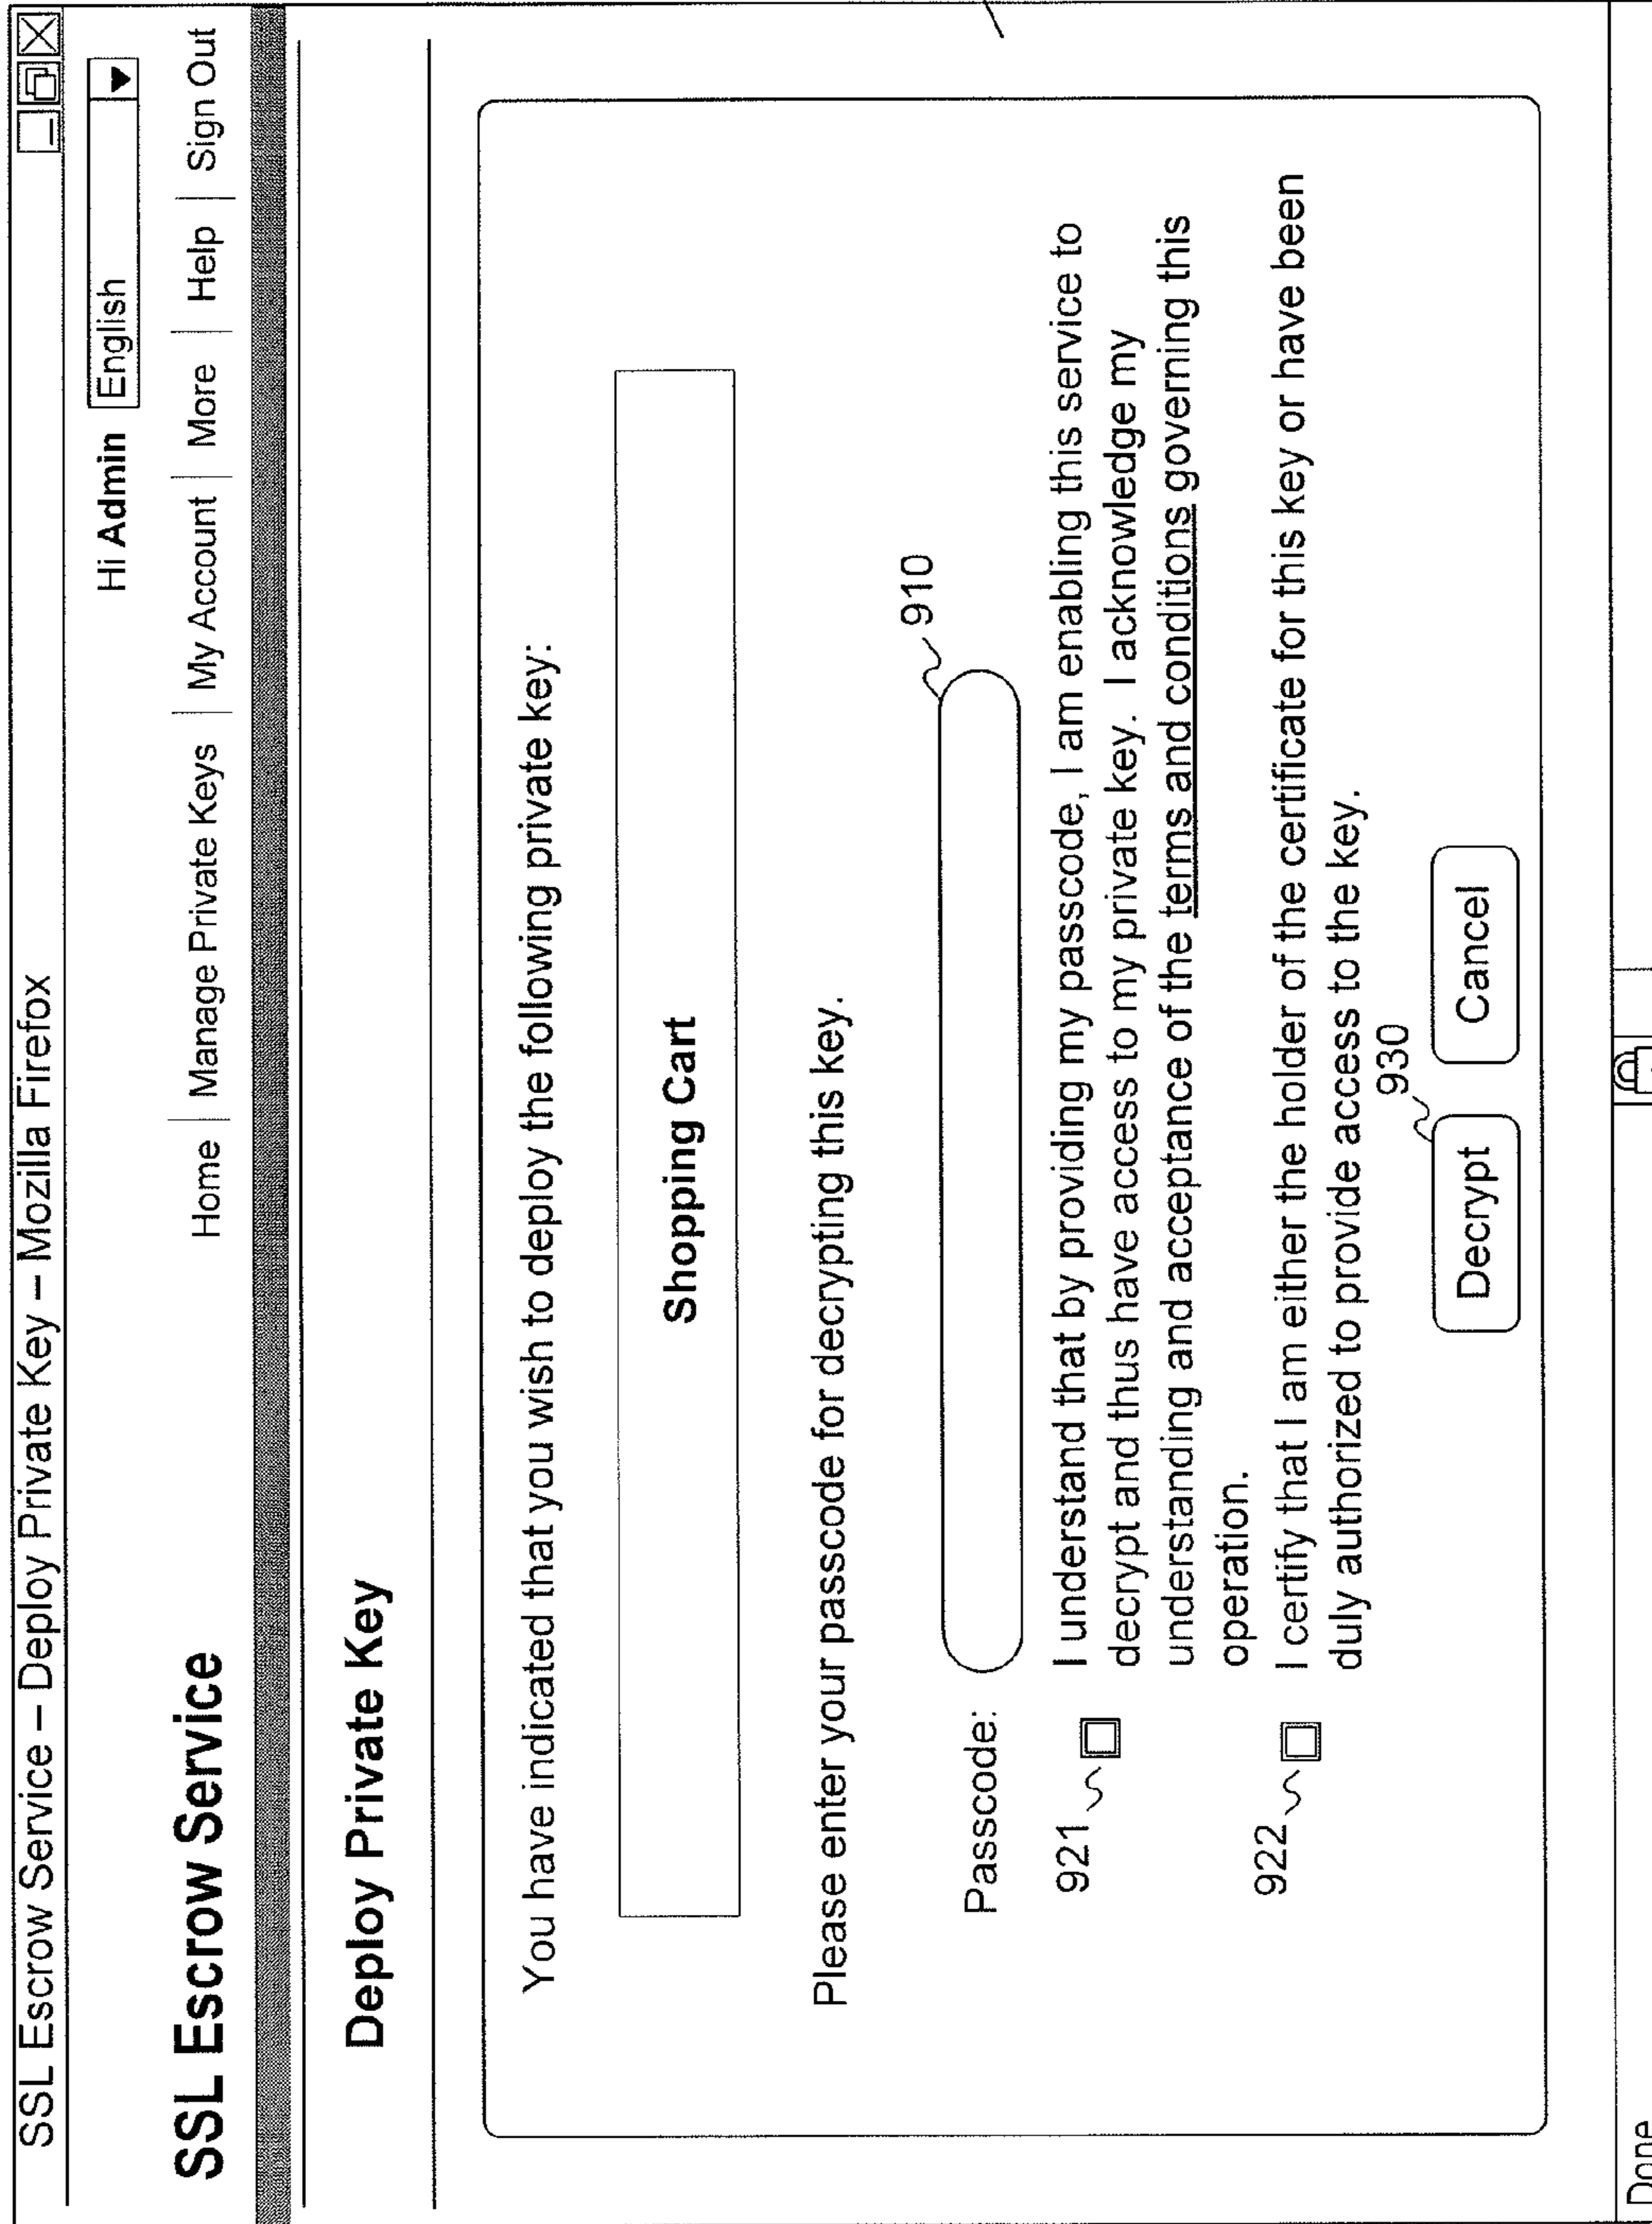 SSL Escrow Service – Deploy Private Key – Mozilla Firefox
Hi Admin English
SSL Escrow Service
Home | Manage Private Keys | My Account | More | Help | Sign Out
Deploy Private Key
You have indicated that you wish to deploy the following private key:
Shopping Cart
Please enter your passcode for decrypting this key.
910
Passcode:
921
I understand that by providing my passcode, I am enabling this service to
decrypt and thus have access to my private key. I acknowledge my
understanding and acceptance of the terms and conditions governing this
operation.
922
I certify that I am either the holder of the certificate for this key or have been
duly authorized to provide access to the key.
930
Decrypt Cancel
Done